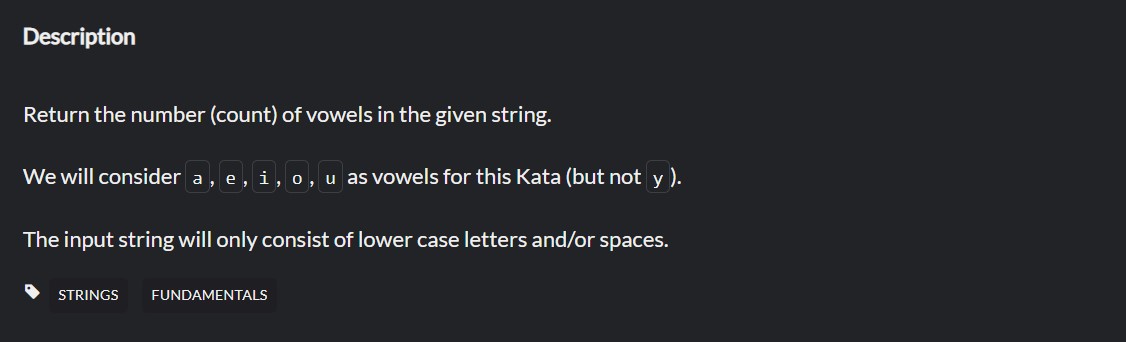 Description
Return the number (count) of vowels in the given string.
We will consider a, e, i, o, u as vowels for this Kata (but not y).
The input string will only consist of lower case letters and/or spaces.
STRINGS FUNDAMENTALS